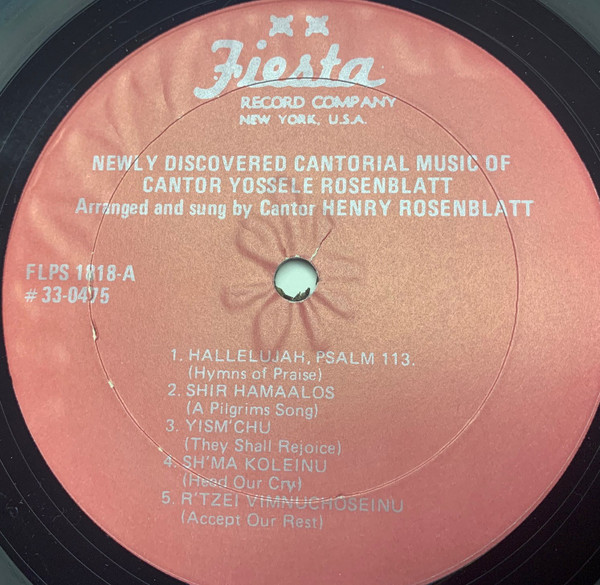 Fiesta
RECORD COMPANY
NEW YORK, U.S.A.
NEWLY DISCOVERED CANTORIAL MUSIC OF
CANTOR YOSSELE ROSENBLATT
Arranged and sung by Cantor HENRY ROSENBLATT
FLPS 1818-A
# 33-0475
1. HALLELUJAH, PSALM 113.
(Hymns of Praise)
2. SHIR HAMAALOS
(A Pilgrims Song)
3. YISM'CHU
(They Shall Rejoice)
4. SH'MA KOLEINU
(Head Our Cry)
5. R'TZEI VIMNUCHOSEINU
(Accept Our Rest)